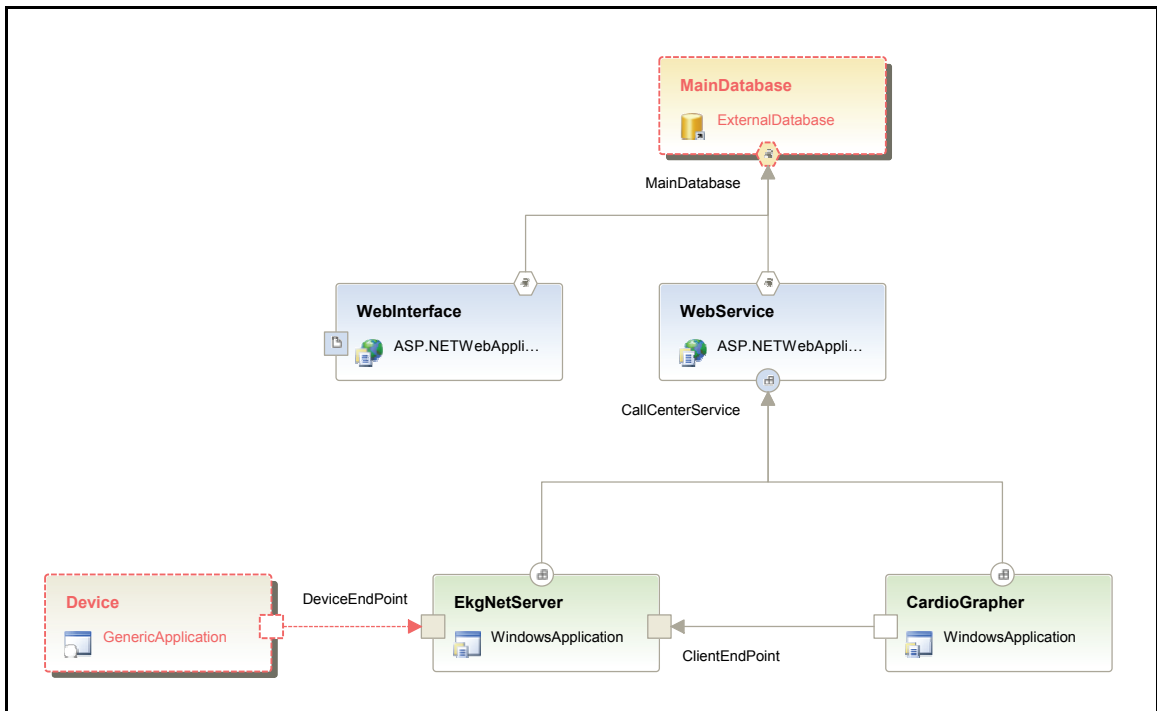 MainDatabase
ExternalDatabase
MainDatabase
WebInterface
ASP.NETWebAppli...
WebService
ASP.NETWebAppli...
CallCenterService
Device
GenericApplication
DeviceEndPoint
EkgNetServer
WindowsApplication
ClientEndPoint
CardioGrapher
WindowsApplication